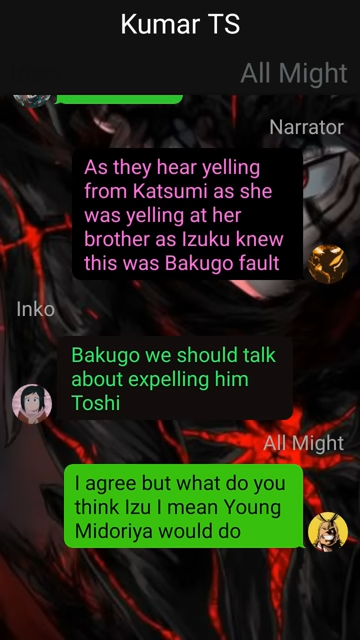 Kumar TS
All Might
Narrator
As they hear yelling
from Katsumi as she
was yelling at her
brother as Izuku knew
this was Bakugo fault
Inko
Bakugo we should talk
about expelling him
Toshi
All Might
I agree but what do you
think Izu I mean Young
Midoriya would do